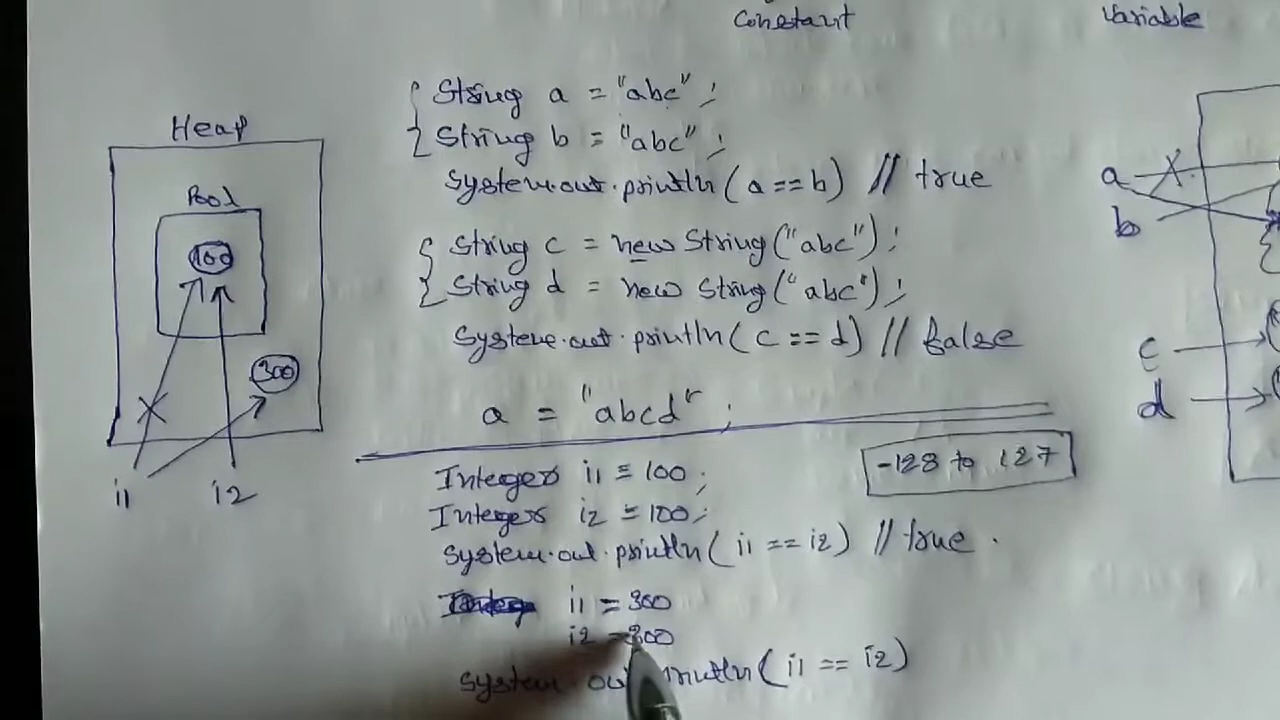 Constant
Variable
Heap
Pool
100
300
i1
i2
{ String a = "abc";
{ String b = "abc";
System.out.println(a==b) // true
{ String c = new String("abc");
{ String d = new String("abc");
System.out.println(c==d) // false
a = "abcd";
-128 to 127
Integer i1 = 100;
Integer i2 = 100;
System.out.println(i1 == i2) // true.
i1 = 300
i2 = 300
System out println(i1 == i2)
a
b
c
d